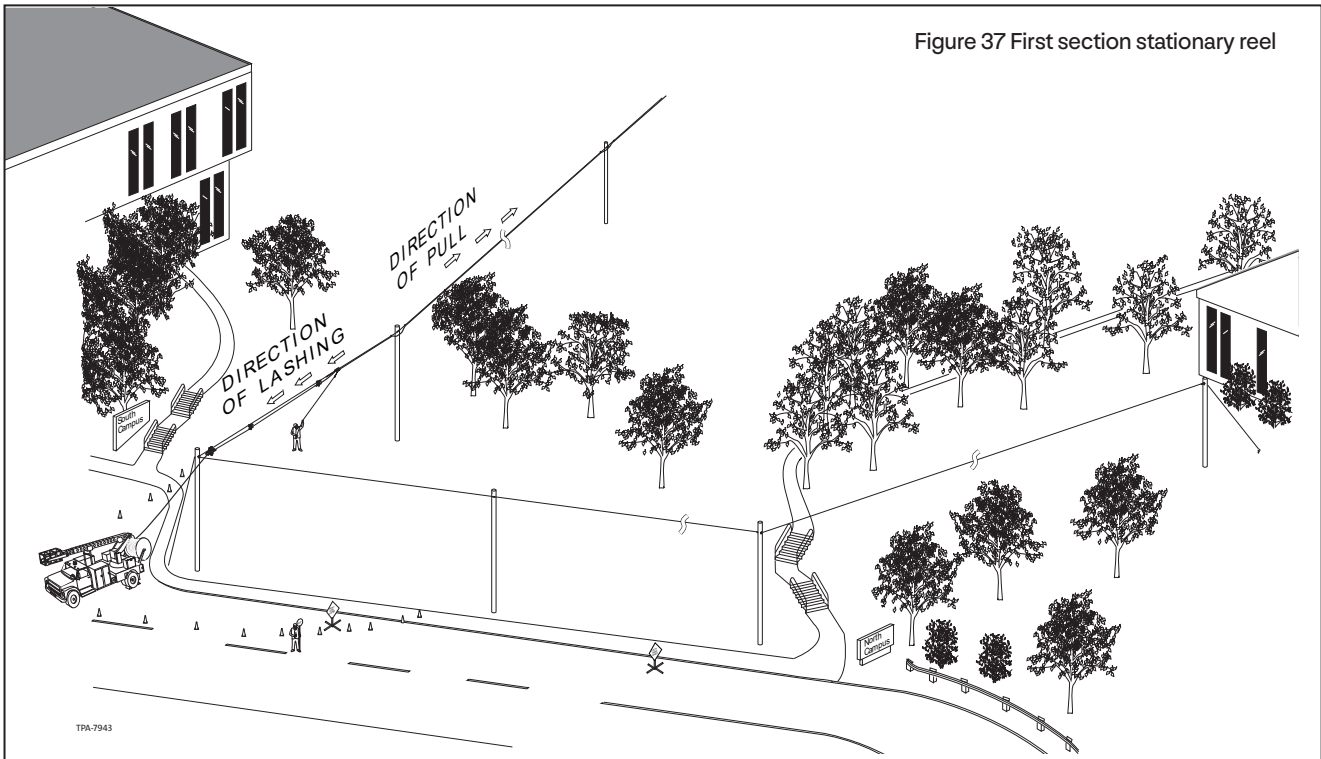 Figure 37 First section stationary reel
DIRECTION
OF PULL
DIRECTION
OF LASHING
South
Campus
North
Campus
TPA-7943